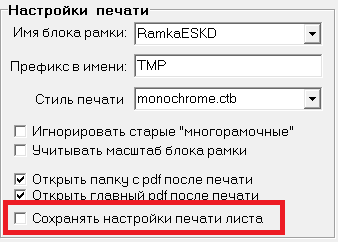 Настройки печати
Имя блока рамки: RamkaESKD
Префикс в имени: TMP
Стиль печати monochrome.ctb
Игнорировать старые "многорамочные"
Учитывать масштаб блока рамки
Открыть папку с pdf после печати
Открыть главный pdf после печати
Сохранять настройки печати листа